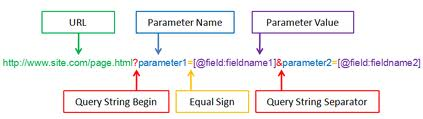 URL Parameter Name Parameter Value
http://www.site.com/page.html?parameter1=[@field:fieldname1]&parameter2=[@field:fieldname2]
Query String Begin Equal Sign Query String Separator